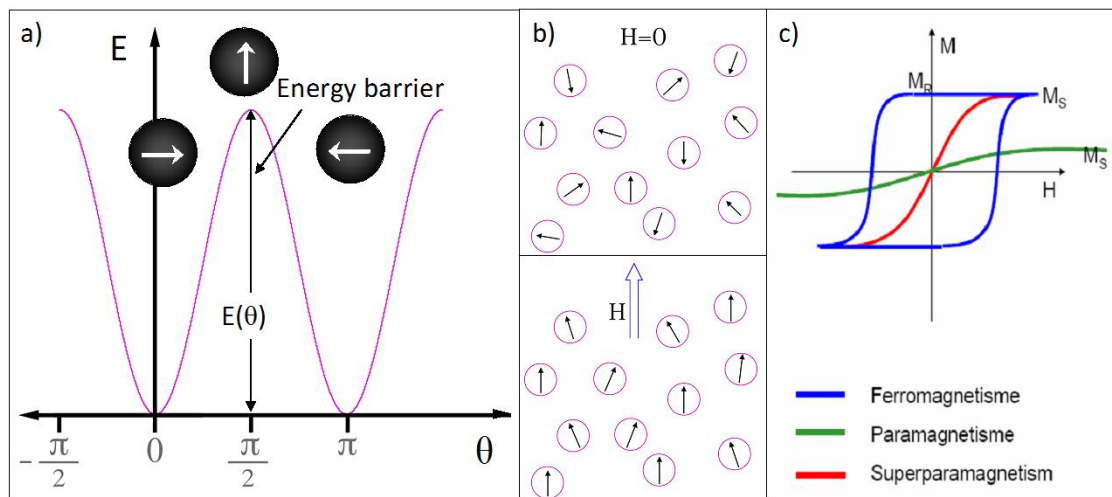 a)
E
Energy barrier
E(θ)
-π/2
0
π/2
π
θ
b)
H=0
H
c)
M
M_R
M_S
M_S
H
Ferromagnetisme
Paramagnetisme
Superparamagnetism